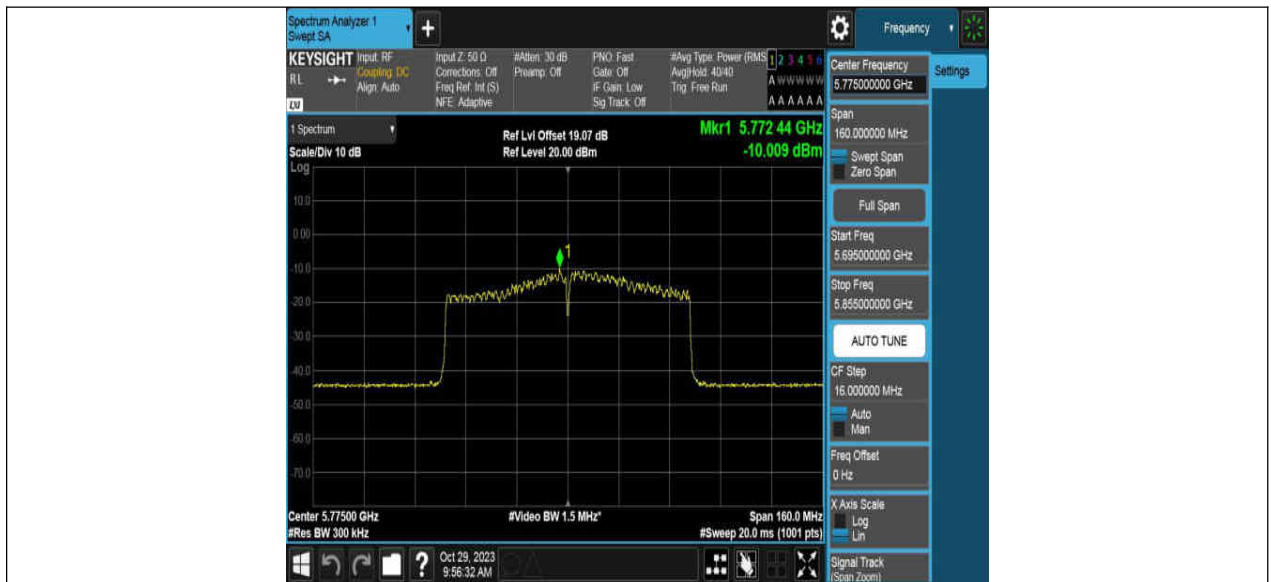 Spectrum Analyzer 1
Swept SA
Frequency
KEYSIGHT
RL
LXI
Input: RF
Coupling: DC
Align: Auto
Input Z: 50 Ω
Corrections: Off
Freq Ref: Int (S)
NFE: Adaptive
#Atten: 30 dB
Preamp: Off
PNO: Fast
Gate: Off
IF Gain: Low
Sig Track: Off
#Avg Type: Power (RMS
Avg|Hold: 40/40
Trig: Free Run
1 2 3 4 5 6
A W W W W W
A A A A A A
1 Spectrum
Scale/Div 10 dB
Log
Ref Lvl Offset 19.07 dB
Ref Level 20.00 dBm
Mkr1 5.772 44 GHz
-10.009 dBm
10.0
0.00
-10.0
-20.0
-30.0
-40.0
-50.0
-60.0
-70.0
1
Center 5.77500 GHz
#Res BW 300 kHz
#Video BW 1.5 MHz*
Span 160.0 MHz
#Sweep 20.0 ms (1001 pts)
Oct 29, 2023
9:56:32 AM
Center Frequency
5.775000000 GHz
Settings
Span
160.000000 MHz
Swept Span
Zero Span
Full Span
Start Freq
5.695000000 GHz
Stop Freq
5.855000000 GHz
AUTO TUNE
CF Step
16.000000 MHz
Auto
Man
Freq Offset
0 Hz
X Axis Scale
Log
Lin
Signal Track
(Span Zoom)